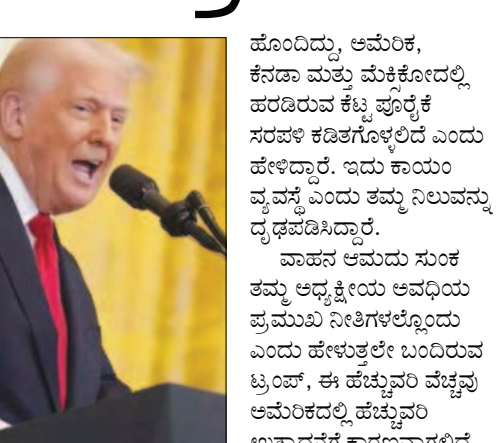 ಹೊಂದಿದ್ದು, ಅಮೆರಿಕ,
ಕೆನಡಾ ಮತ್ತು ಮೆಕ್ಸಿಕೋದಲ್ಲಿ
ಹರಡಿರುವ ಕೆಟ್ಟ ಪೂರೈಕೆ
ಸರಪಳಿ ಕಡಿತಗೊಳ್ಳಲಿದೆ ಎಂದು
ಹೇಳಿದ್ದಾರೆ. ಇದು ಕಾಯಂ
ವ್ಯವಸ್ಥೆ ಎಂದು ತಮ್ಮ ನಿಲುವನ್ನು
ದೃಢಪಡಿಸಿದ್ದಾರೆ.
ವಾಹನ ಆಮದು ಸುಂಕ
ತಮ್ಮ ಅಧ್ಯಕ್ಷೀಯ ಅವಧಿಯ
ಪ್ರಮುಖ ನೀತಿಗಳಲ್ಲೊಂದು
ಎಂದು ಹೇಳುತ್ತಲೇ ಬಂದಿರುವ
ಟ್ರಂಪ್, ಈ ಹೆಚ್ಚುವರಿ ವೆಚ್ಚವು
ಅಮೆರಿಕದಲ್ಲಿ ಹೆಚ್ಚುವರಿ